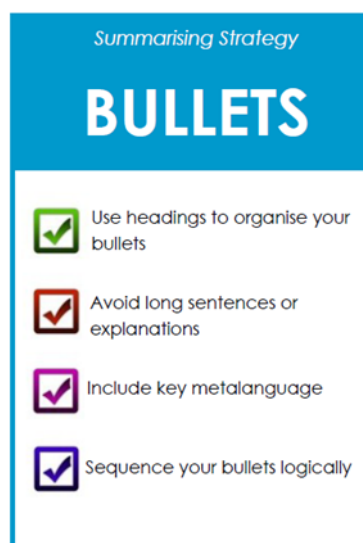 Summarising Strategy
BULLETS
Use headings to organise your
bullets
Avoid long sentences or
explanations
Include key metalanguage
Sequence your bullets logically